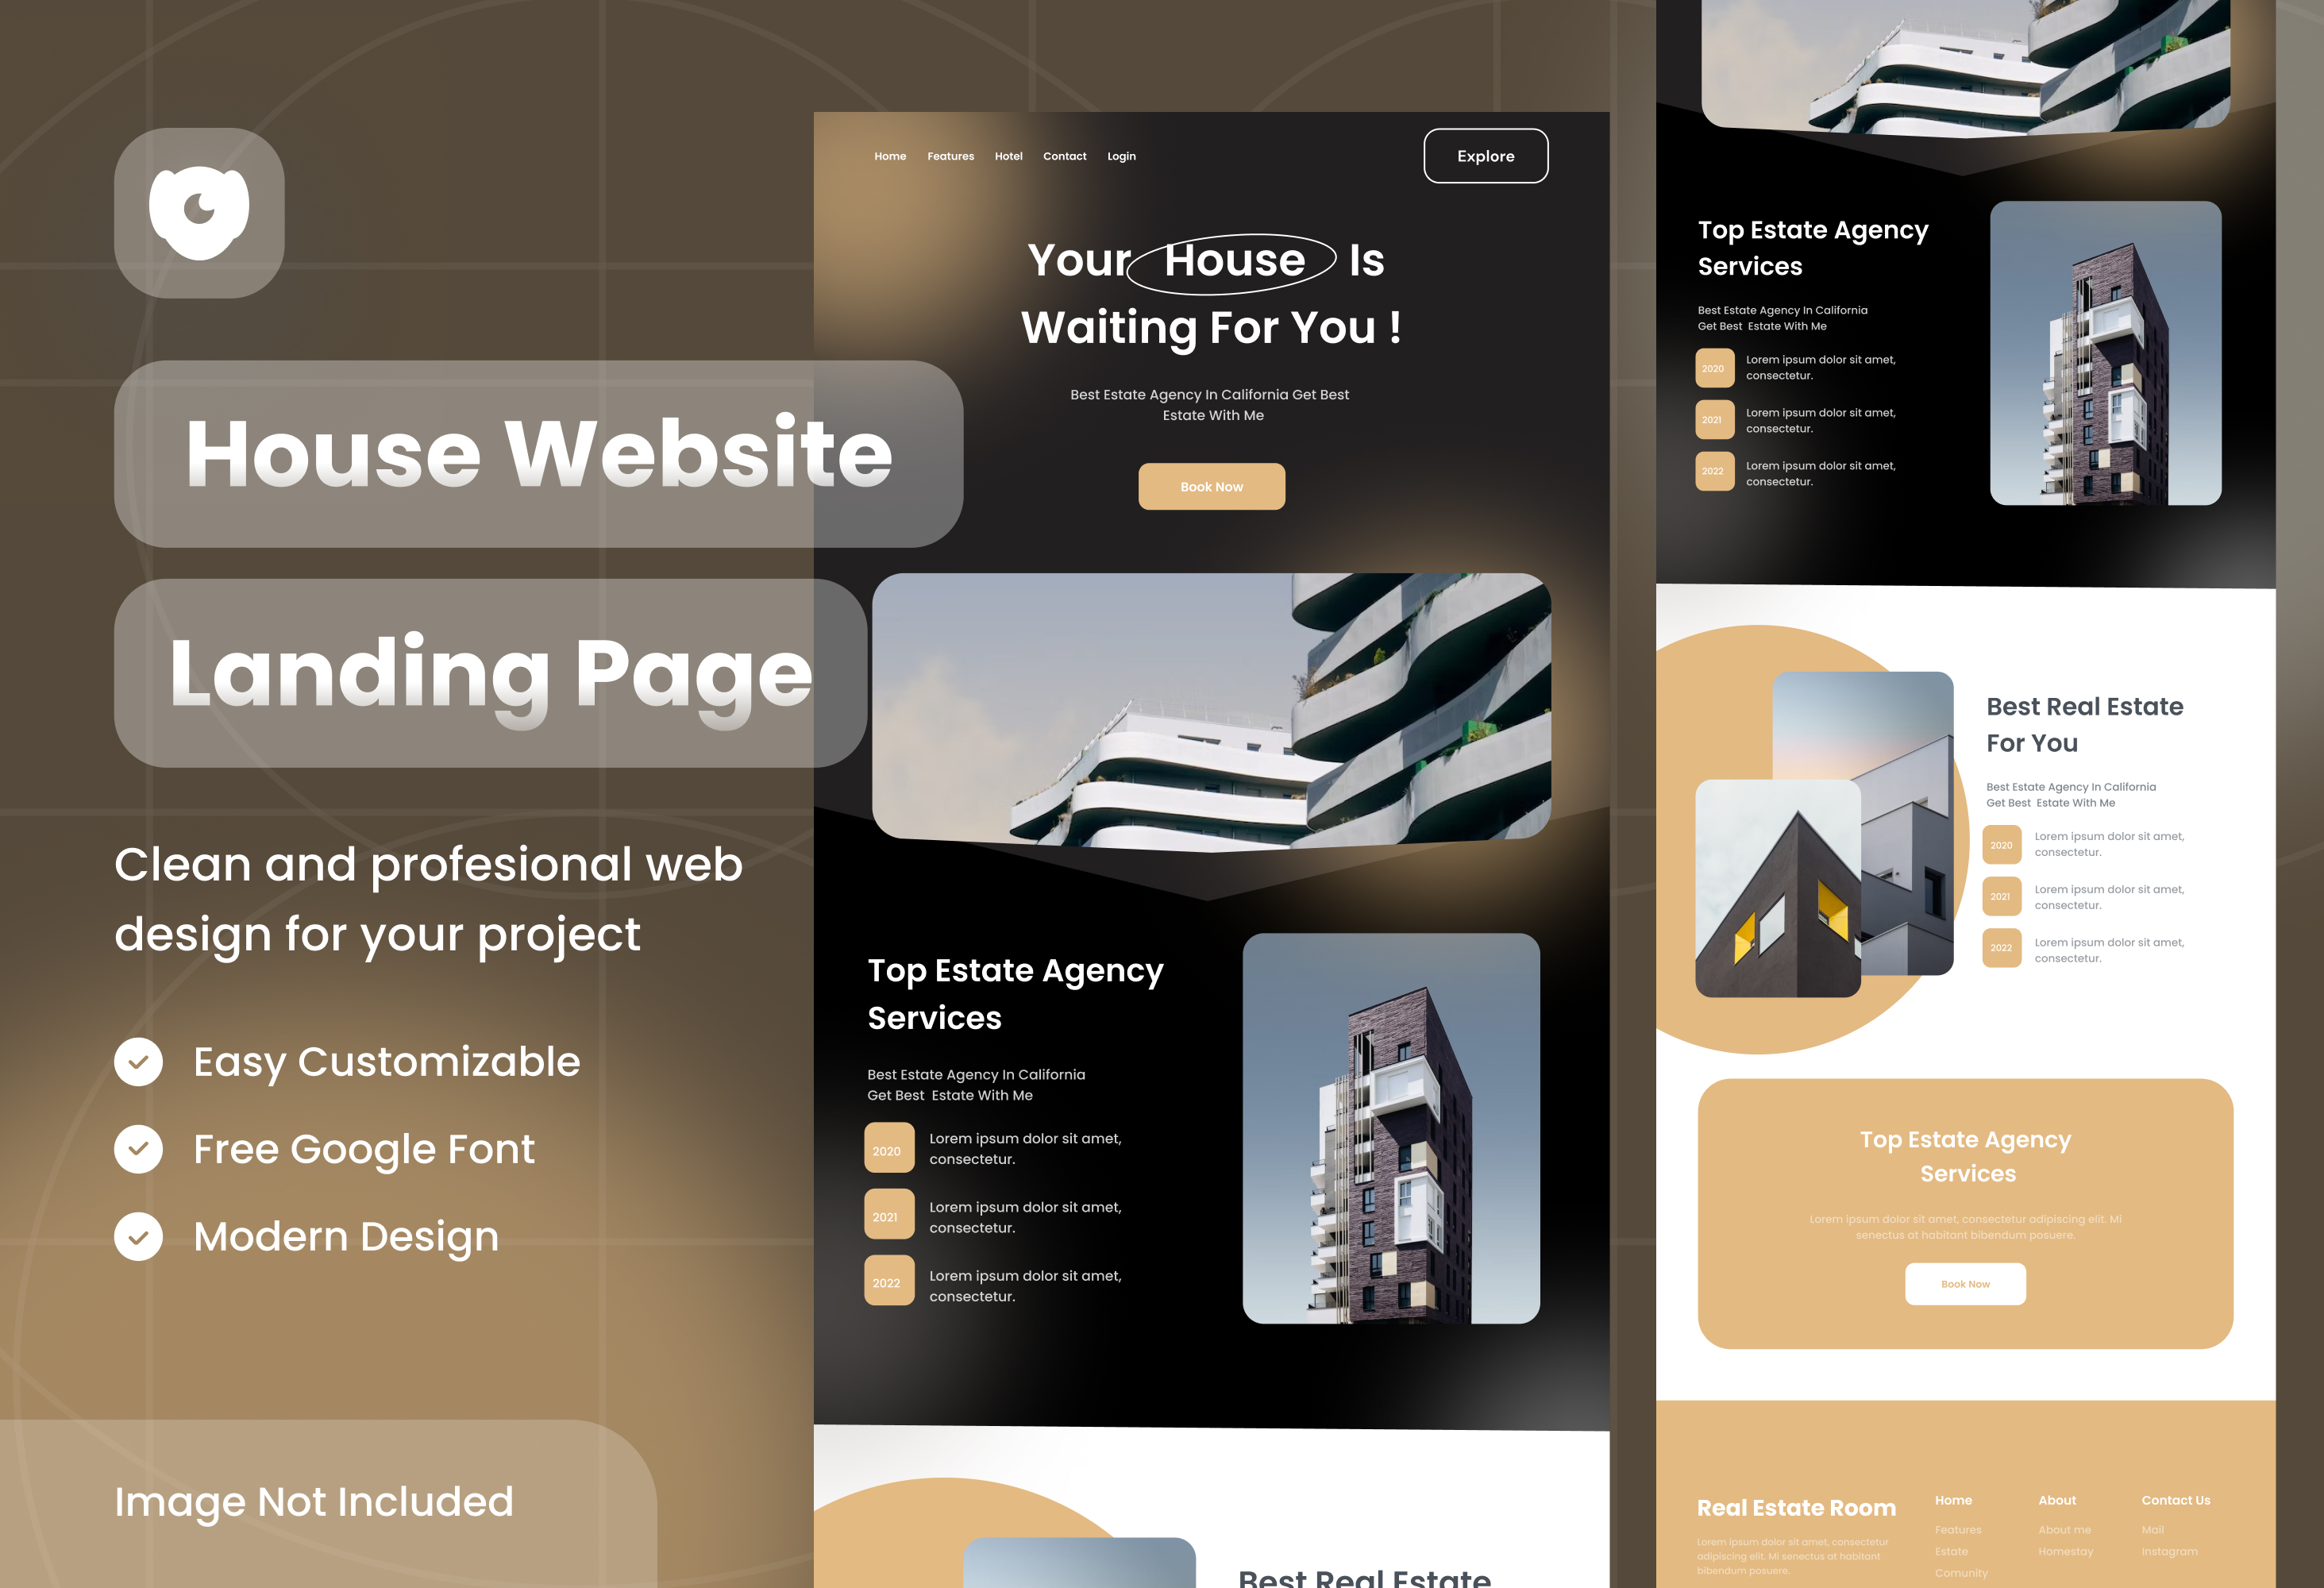 House Website
Landing Page
Clean and profesional web
design for your project
Easy Customizable
Free Google Font
Modern Design
Image Not Included
Home Features Hotel Contact Login
Explore
Your House Is
Waiting For You !
Best Estate Agency In California Get Best
Estate With Me
Book Now
Top Estate Agency
Services
Best Estate Agency In California
Get Best Estate With Me
2020
Lorem ipsum dolor sit amet,
consectetur.
2021
Lorem ipsum dolor sit amet,
consectetur.
2022
Lorem ipsum dolor sit amet,
consectetur.
Best Real Estate
Top Estate Agency
Services
Best Estate Agency In California
Get Best Estate With Me
2020
Lorem ipsum dolor sit amet,
consectetur.
2021
Lorem ipsum dolor sit amet,
consectetur.
2022
Lorem ipsum dolor sit amet,
consectetur.
Best Real Estate
For You
Best Estate Agency In California
Get Best Estate With Me
2020
Lorem ipsum dolor sit amet,
consectetur.
2021
Lorem ipsum dolor sit amet,
consectetur.
2022
Lorem ipsum dolor sit amet,
consectetur.
Top Estate Agency
Services
Lorem ipsum dolor sit amet, consectetur adipiscing elit. Mi
senectus at habitant bibendum posuere.
Book Now
Real Estate Room
Lorem ipsum dolor sit amet, consectetur
adipiscing elit. Mi senectus at habitant
bibendum posuere.
Home
Features
Estate
Comunity
About
About me
Homestay
Contact Us
Mail
Instagram